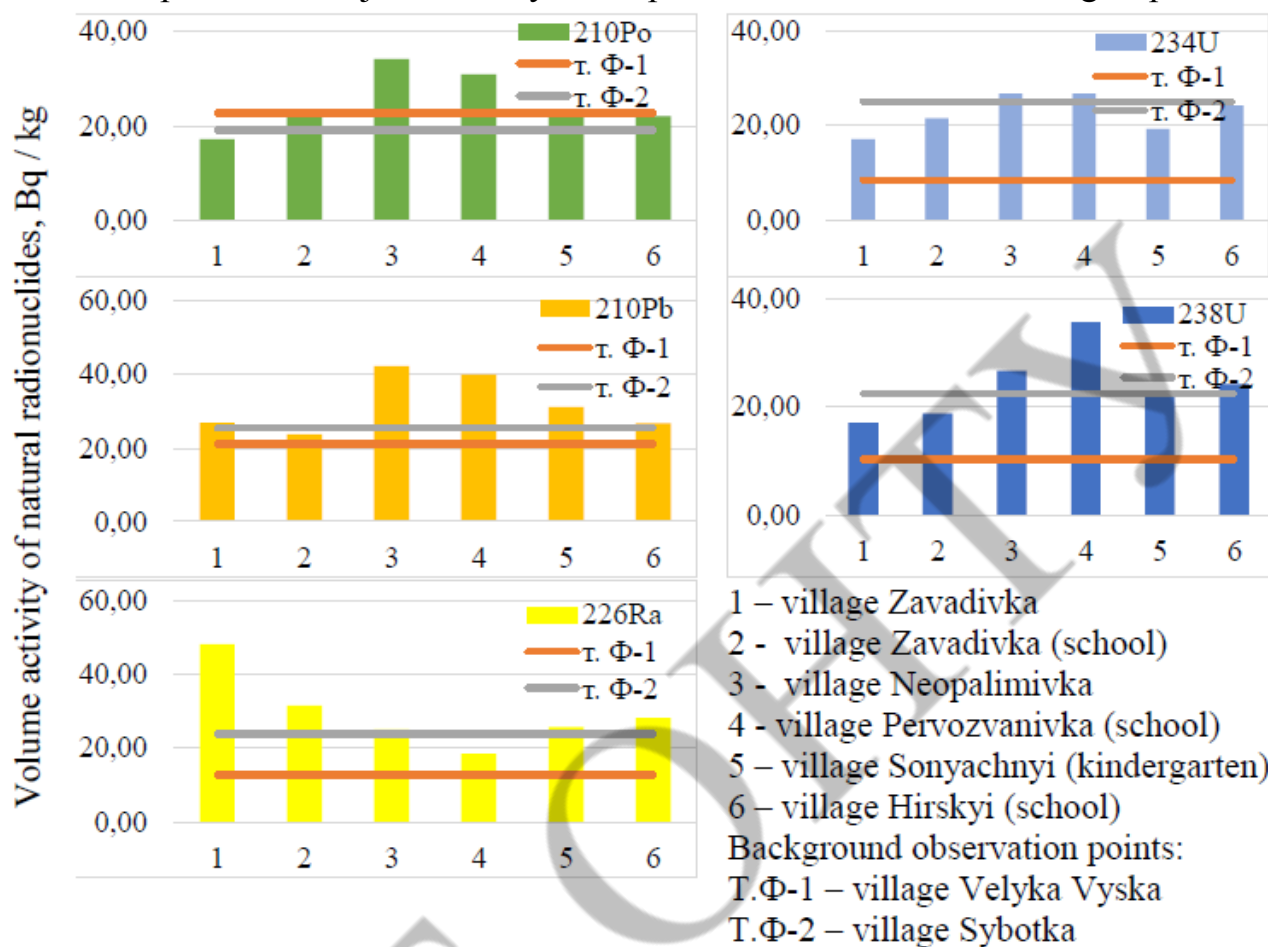 Volume activity of natural radionuclides, Bq / kg
40,00
20,00
0,00
1 2 3 4 5 6
210Po
т. Ф-1
т. Ф-2
40,00
20,00
0,00
1 2 3 4 5 6
234U
т. Ф-1
т. Ф-2
60,00
40,00
20,00
0,00
1 2 3 4 5 6
210Pb
т. Ф-1
т. Ф-2
40,00
20,00
0,00
1 2 3 4 5 6
238U
т. Ф-1
т. Ф-2
60,00
40,00
20,00
0,00
1 2 3 4 5 6
226Ra
т. Ф-1
т. Ф-2
1 – village Zavadivka
2 - village Zavadivka (school)
3 - village Neopalimivka
4 - village Pervozvanivka (school)
5 – village Sonyachnyi (kindergarten)
6 – village Hirskyi (school)
Background observation points:
Т.Ф-1 – village Velyka Vyska
Т.Ф-2 – village Sybotka
ОНТУ